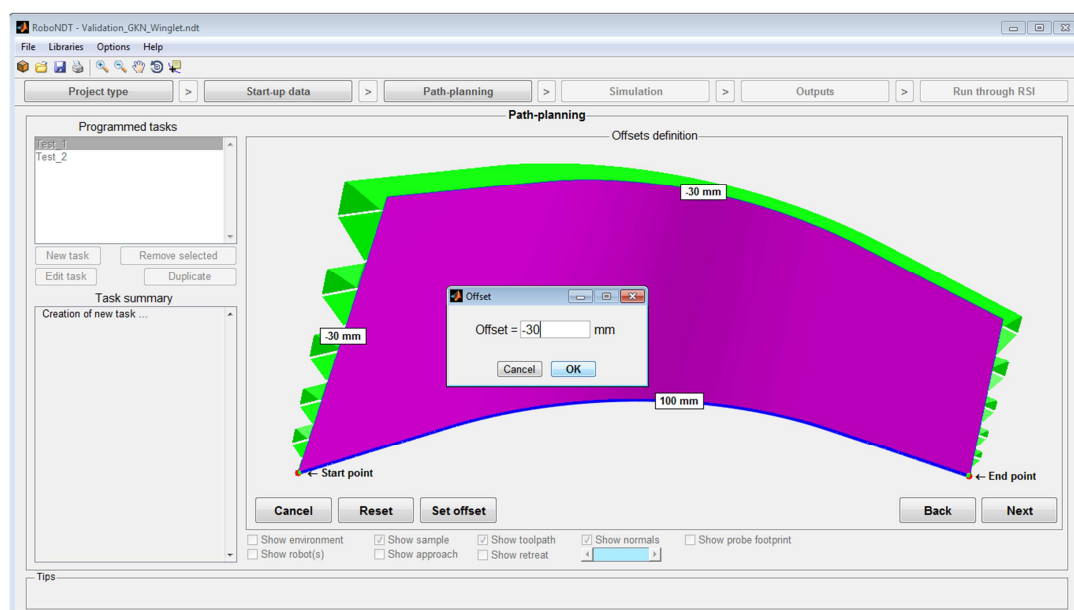 RoboNDT - Validation_GKN_Winglet.ndt
File Libraries Options Help
Project type > Start-up data > Path-planning > Simulation > Outputs > Run through RSI
Path-planning
Programmed tasks
Offsets definition
Test_1
Test_2
New task Remove selected
Edit task Duplicate
Task summary
Creation of new task ...
-30 mm
Offset
Offset = -30 mm
Cancel OK
-30 mm
100 mm
← Start point
← End point
Cancel Reset Set offset Back Next
Show environment Show sample Show toolpath Show normals Show probe footprint
Show robot(s) Show approach Show retreat
Tips